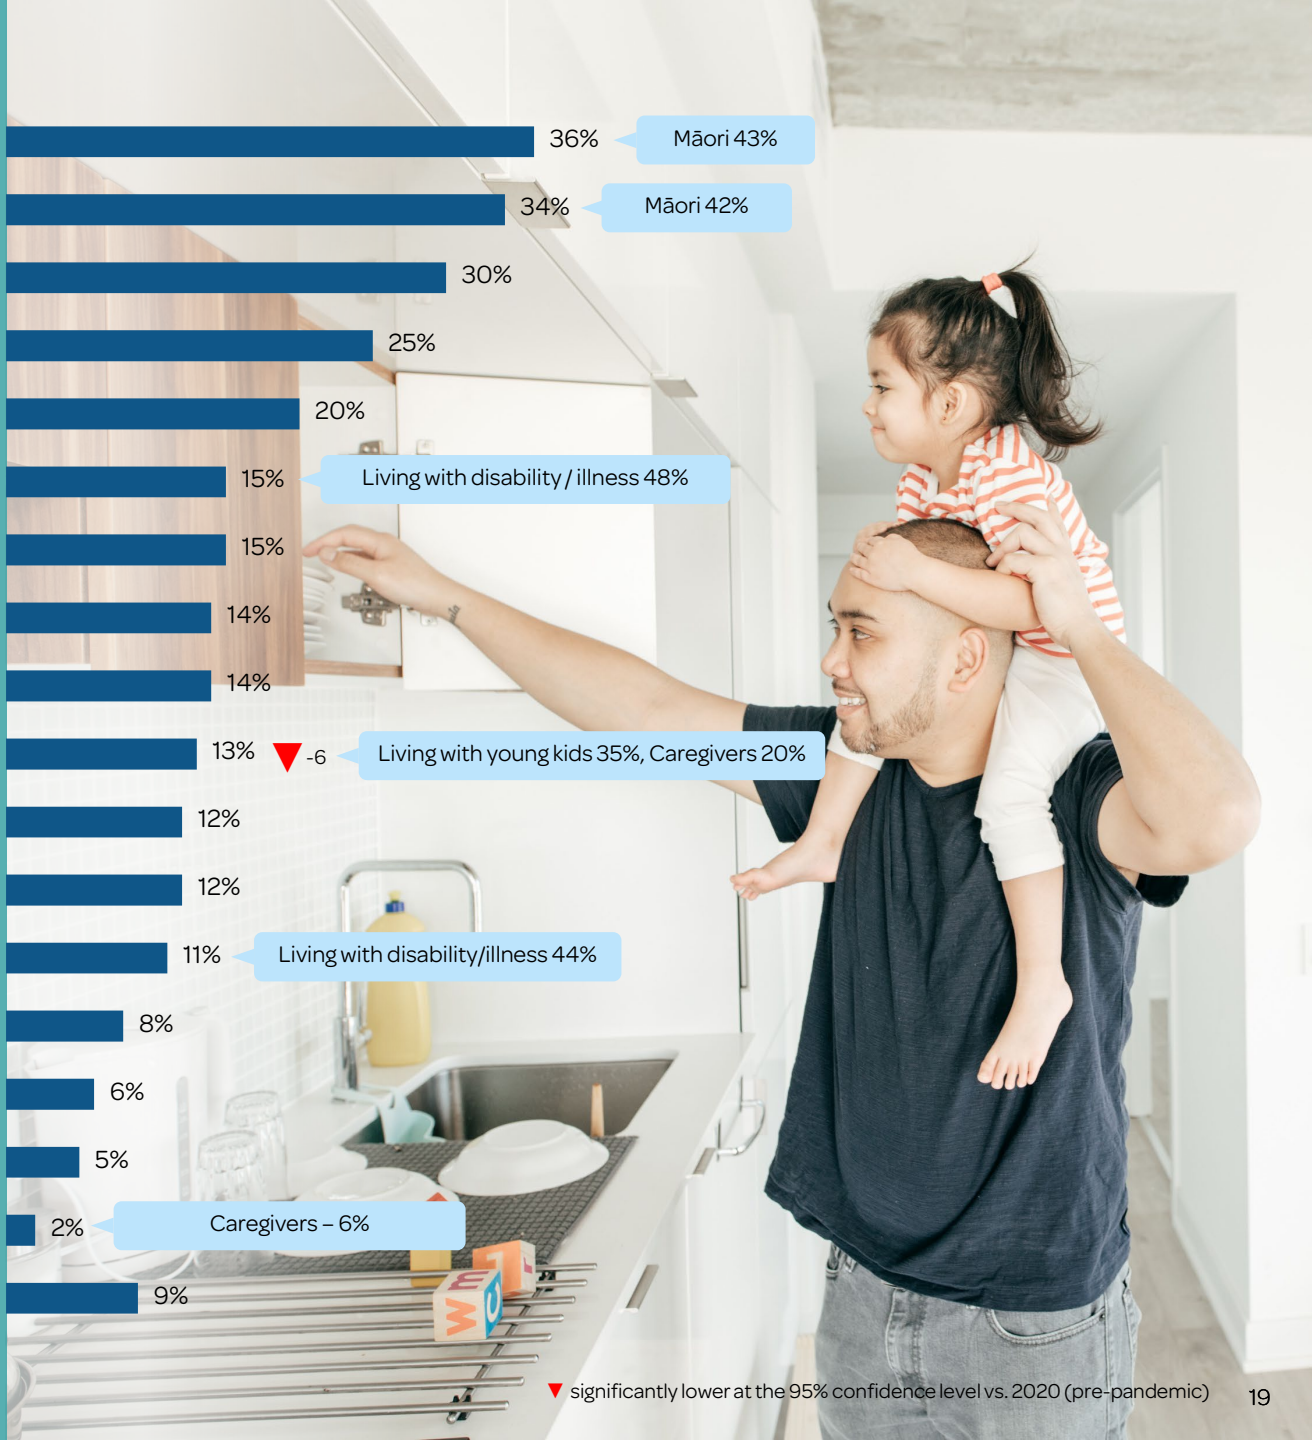 36% Māori 43%
34% Māori 42%
30%
25%
20%
15% Living with disability / illness 48%
15%
14%
14%
13% ▼ -6 Living with young kids 35%, Caregivers 20%
12%
12%
11% Living with disability/illness 44%
8%
6%
5%
2% Caregivers – 6%
9%
m
W
▼ significantly lower at the 95% confidence level vs. 2020 (pre-pandemic) 19